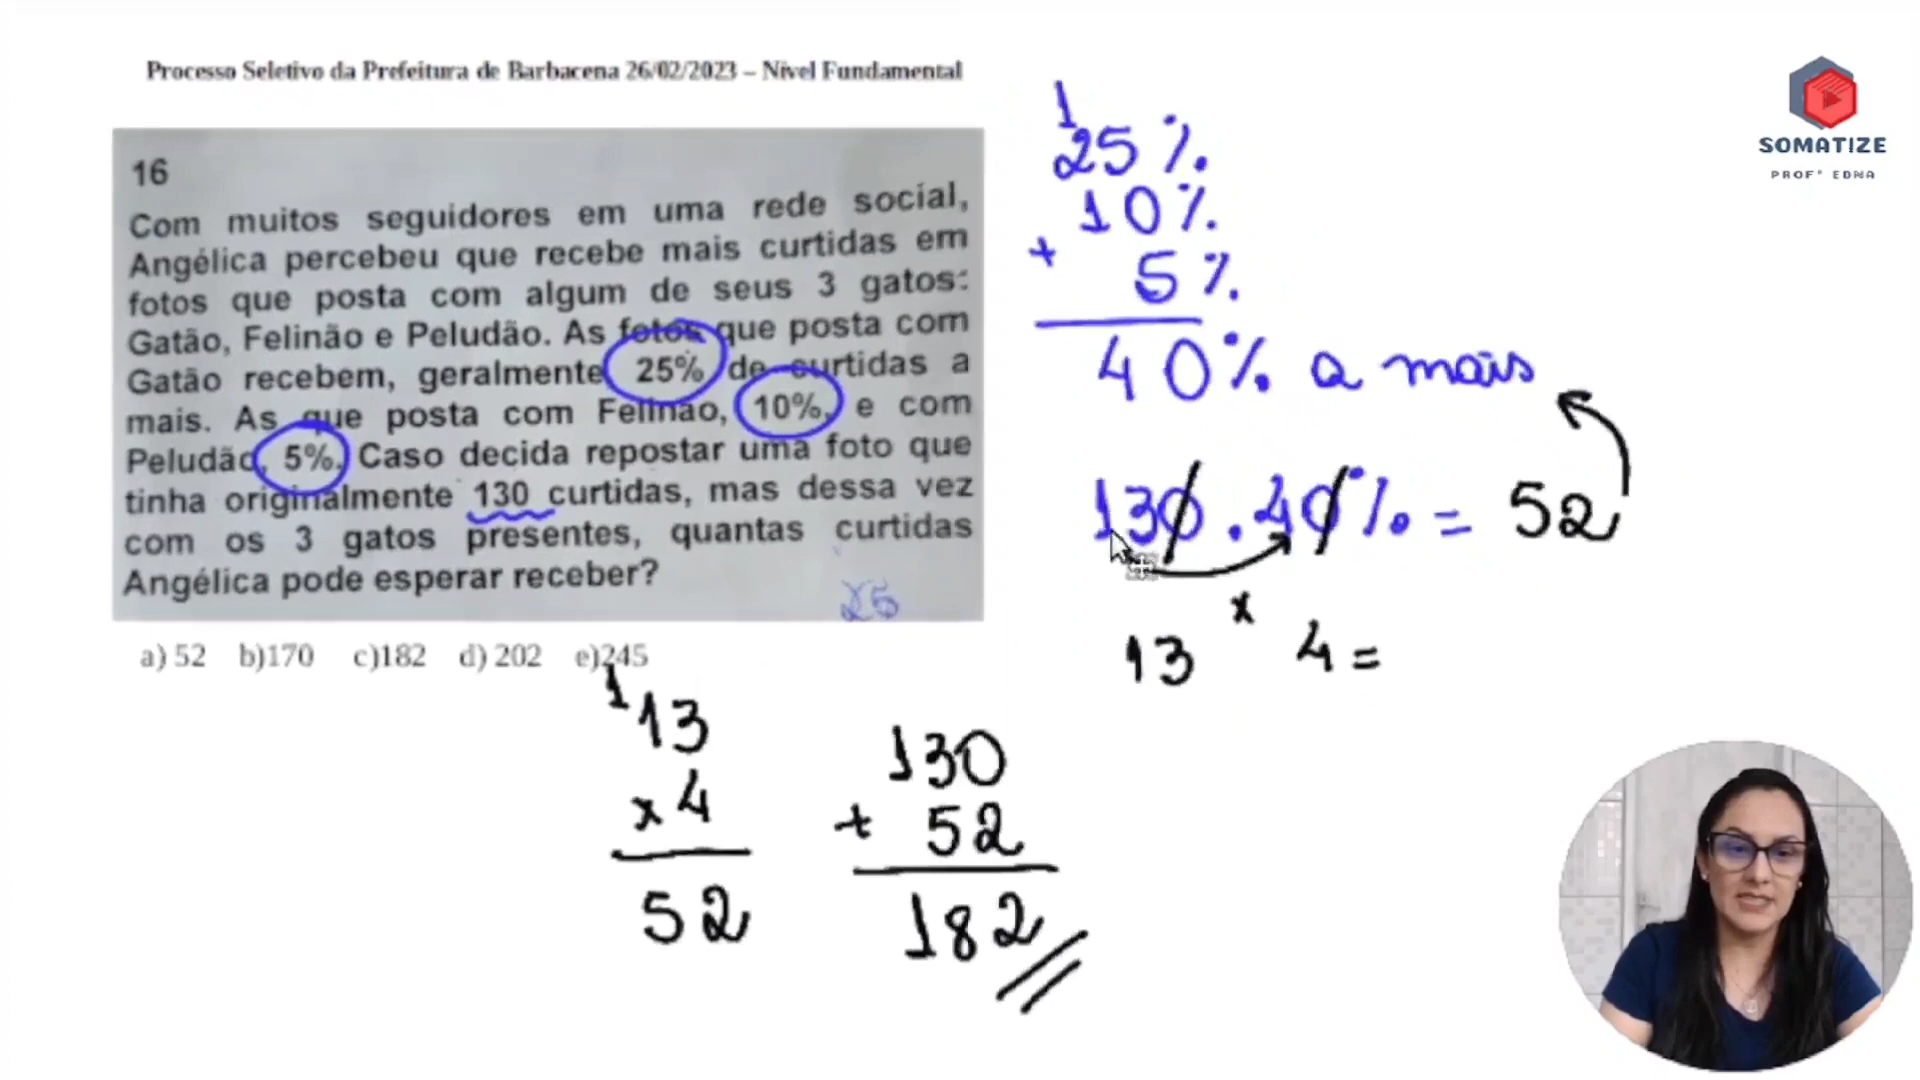 Processo Seletivo da Prefeitura de Barbacena 26/02/2023 – Nível Fundamental
16
Com muitos seguidores em uma rede social,
Angélica percebeu que recebe mais curtidas em
fotos que posta com algum de seus 3 gatos:
Gatão, Felinão e Peludão. As fotos que posta com
Gatão recebem, geralmente 25% de curtidas a
mais. As que posta com Felinão, 10%, e com
Peludão, 5%. Caso decida repostar uma foto que
tinha originalmente 130 curtidas, mas dessa vez
com os 3 gatos presentes, quantas curtidas
Angélica pode esperar receber?
25
a) 52 b)170 c)182 d) 202 e)245
1
13
x 4
52
130
+ 52
182
1
25%
10%
+ 5%
40% a mais
130 . 40% = 52
x
13 4 =
SOMATIZE
PROFª EDNA